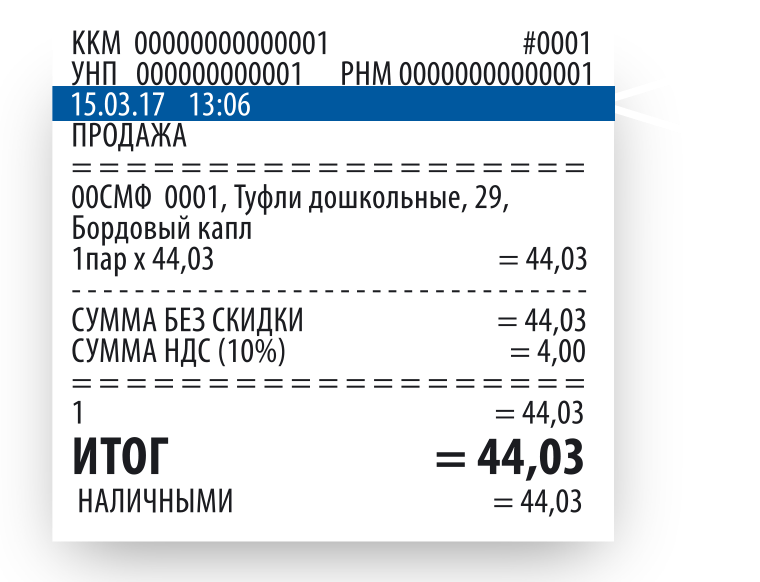 ККМ 00000000000001 #0001
УНП 000000000001 РНМ 00000000000001
15.03.17 13:06
ПРОДАЖА
= = = = = = = = = = = = = = = = = = =
00СМФ 0001, Туфли дошкольные, 29,
Бордовый капл
1пар х 44,03 = 44,03
- - - - - - - - - - - - - - - - - - - - - - - - - - - - - - - - -
СУММА БЕЗ СКИДКИ = 44,03
СУММА НДС (10%) = 4,00
= = = = = = = = = = = = = = = = = = =
1 = 44,03
ИТОГ = 44,03
НАЛИЧНЫМИ = 44,03